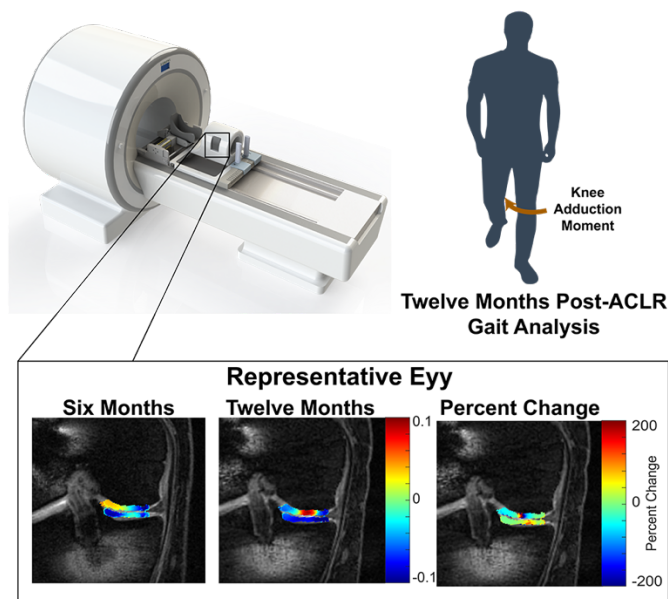 Knee
Adduction
Moment
Twelve Months Post-ACLR
Gait Analysis
Representative Eyy
Six Months
Twelve Months
Percent Change
0.1
0
-0.1
200
0
-200
Percent Change